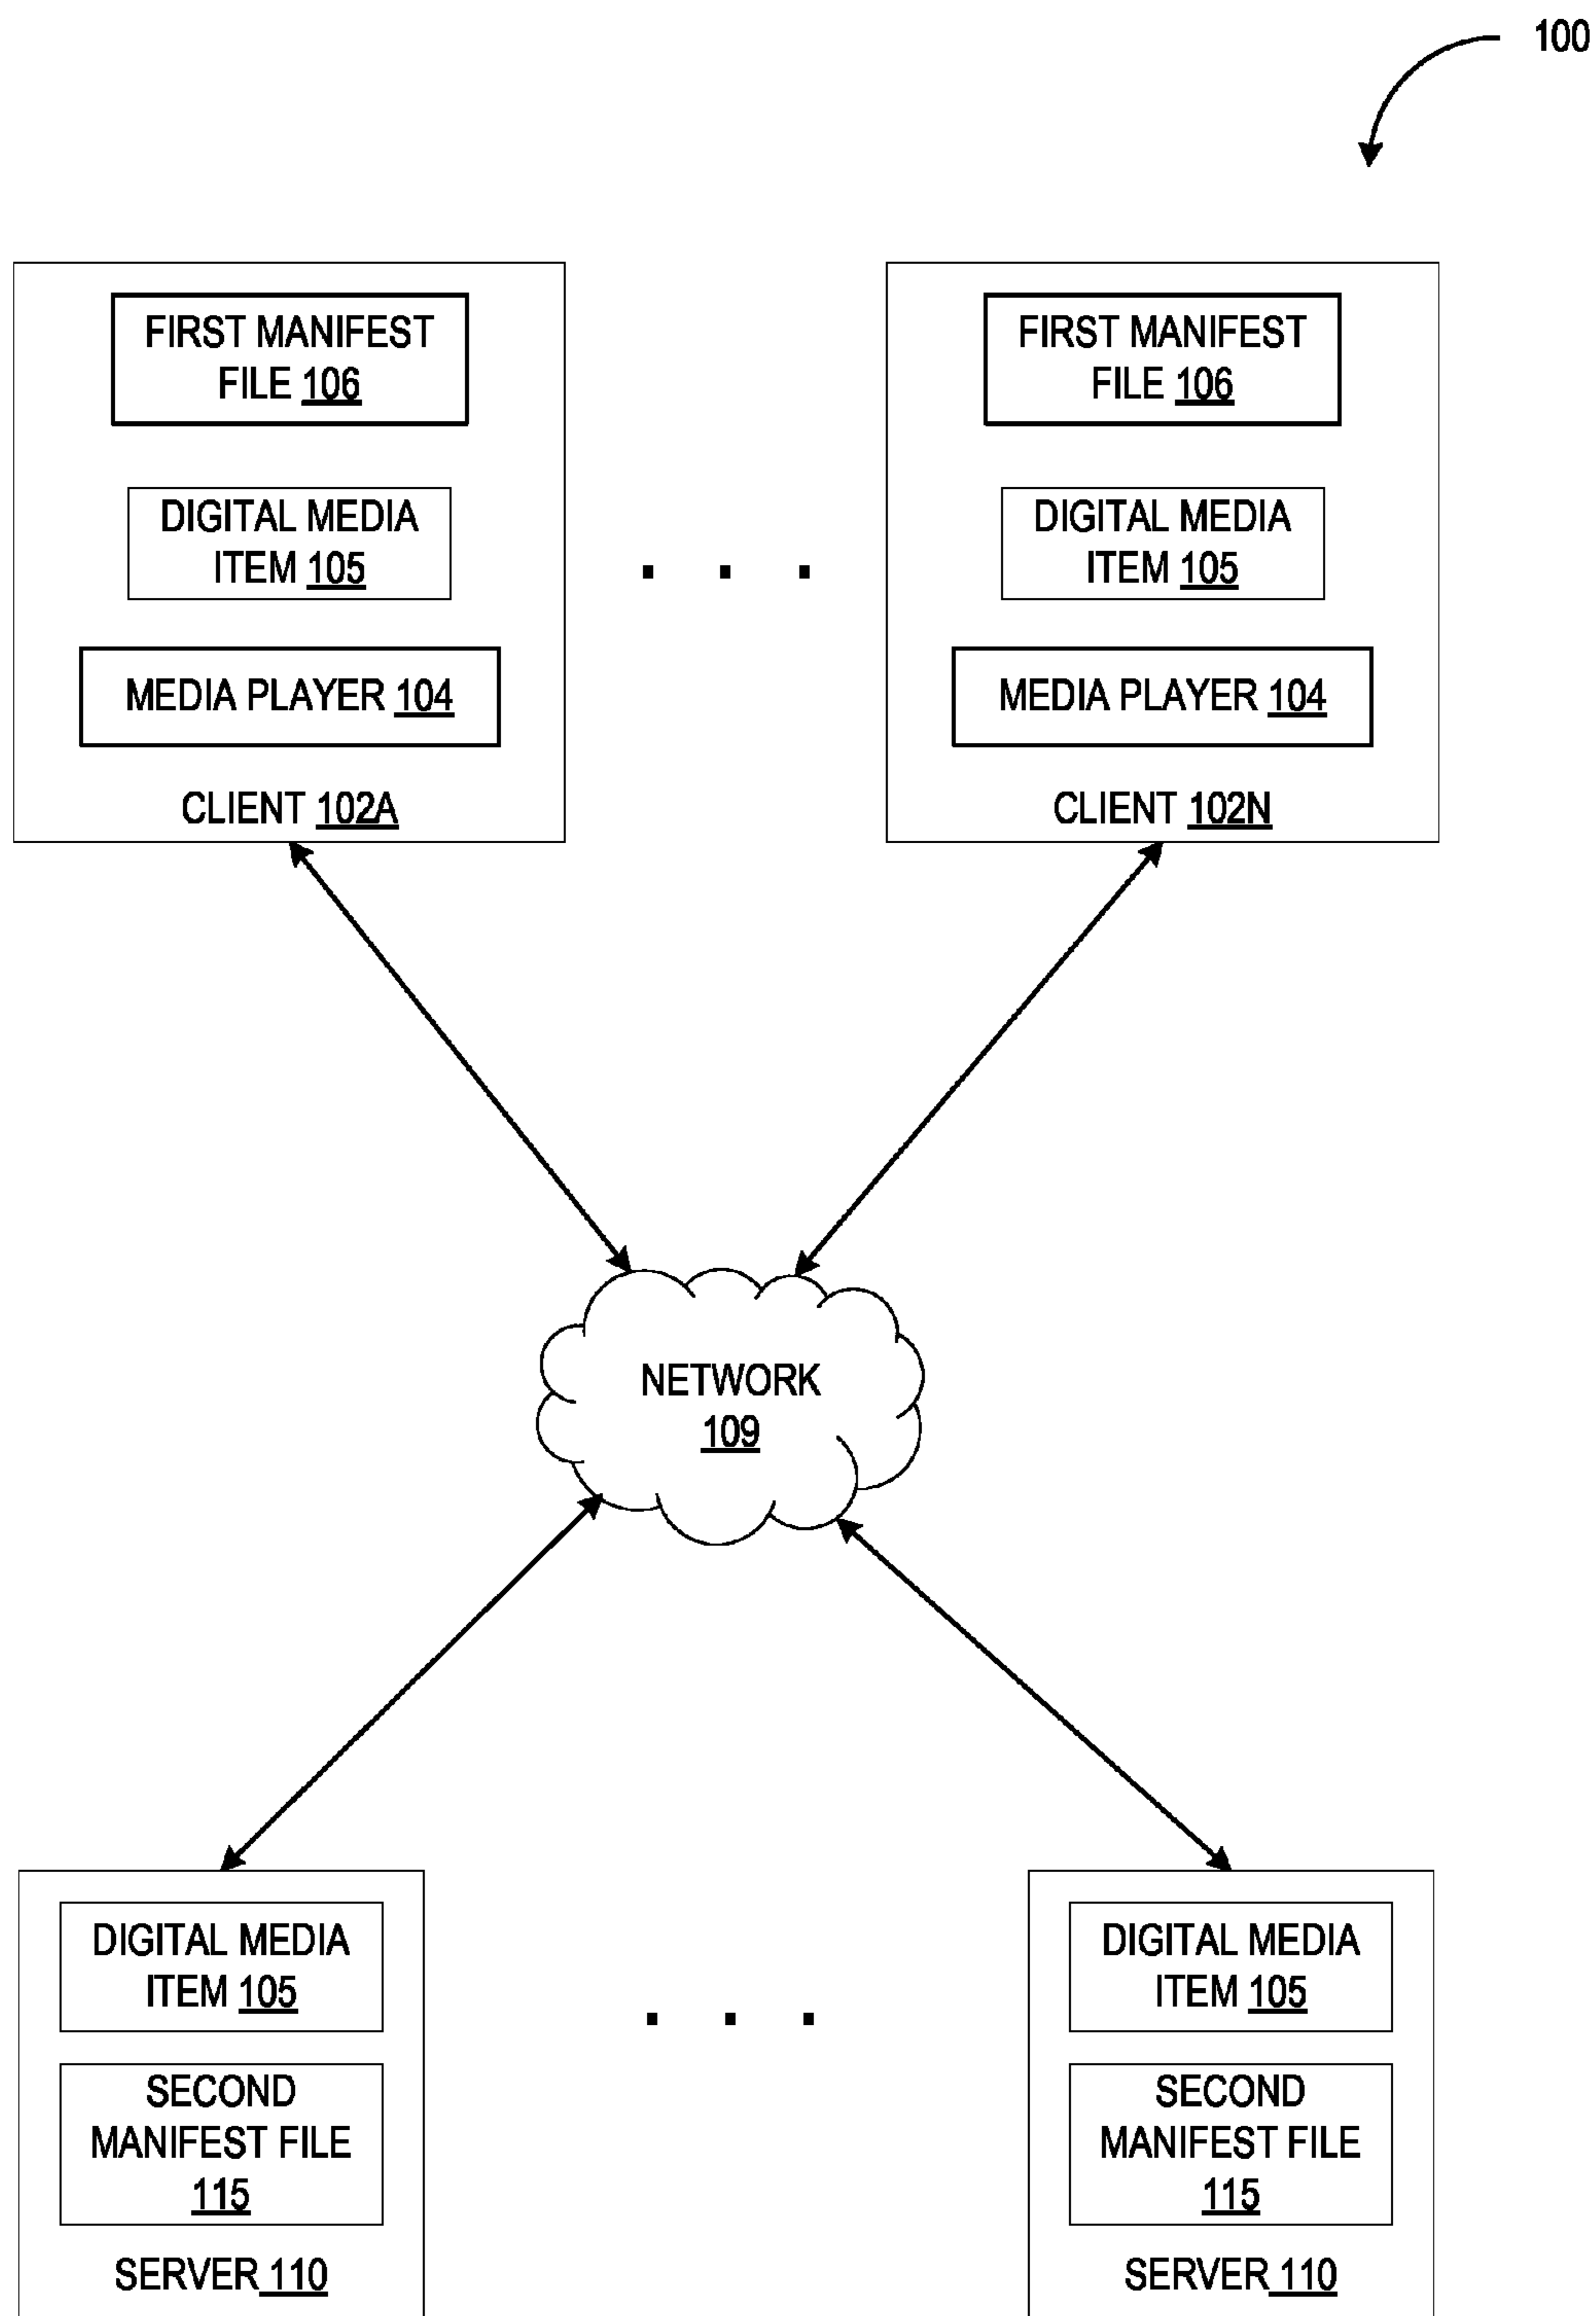 100
FIRST MANIFEST
FILE 106
DIGITAL MEDIA
ITEM 105
MEDIA PLAYER 104
CLIENT 102A
. . .
FIRST MANIFEST
FILE 106
DIGITAL MEDIA
ITEM 105
MEDIA PLAYER 104
CLIENT 102N
NETWORK
109
DIGITAL MEDIA
ITEM 105
SECOND
MANIFEST FILE
115
SERVER 110
. . .
DIGITAL MEDIA
ITEM 105
SECOND
MANIFEST FILE
115
SERVER 110